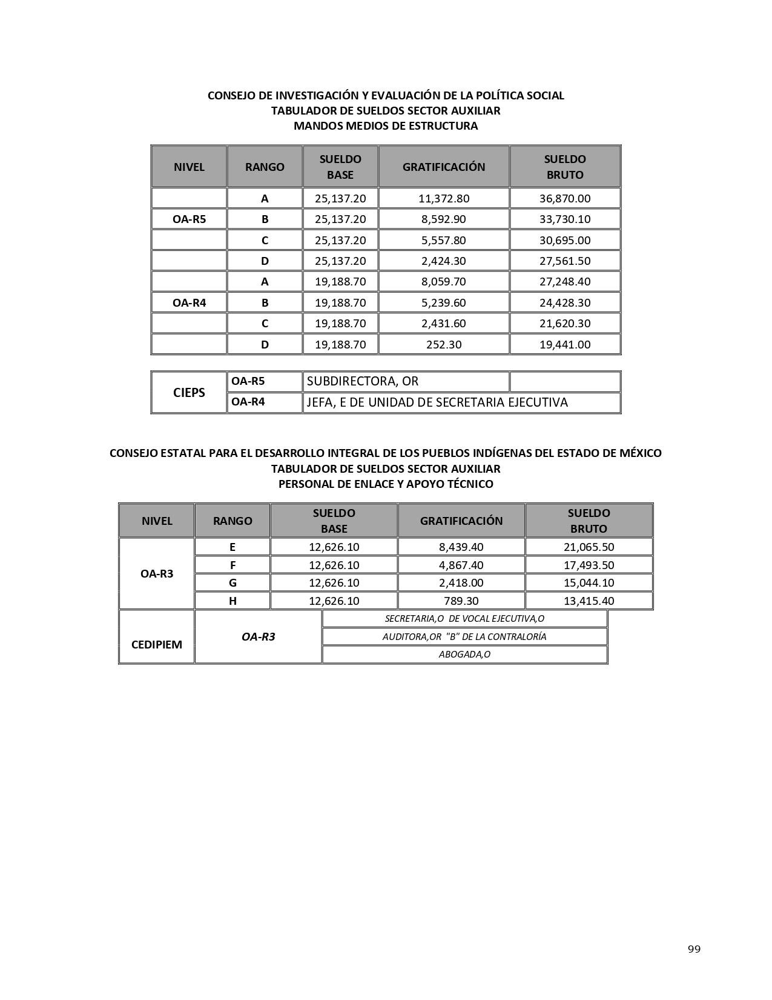 CONSEJO DE INVESTIGACIÓN Y EVALUACIÓN DE LA POLÍTICA SOCIAL
TABULADOR DE SUELDOS SECTOR AUXILIAR
MANDOS MEDIOS DE ESTRUCTURA
NIVEL RANGO SUELDO BASE GRATIFICACIÓN SUELDO BRUTO
A 25,137.20 11,372.80 36,870.00
OA-R5 B 25,137.20 8,592.90 33,730.10
C 25,137.20 5,557.80 30,695.00
D 25,137.20 2,424.30 27,561.50
A 19,188.70 8,059.70 27,248.40
OA-R4 B 19,188.70 5,239.60 24,428.30
C 19,188.70 2,431.60 21,620.30
D 19,188.70 252.30 19,441.00
CIEPS
OA-R5 SUBDIRECTORA, OR
OA-R4 JEFA, E DE UNIDAD DE SECRETARIA EJECUTIVA
CONSEJO ESTATAL PARA EL DESARROLLO INTEGRAL DE LOS PUEBLOS INDÍGENAS DEL ESTADO DE MÉXICO
TABULADOR DE SUELDOS SECTOR AUXILIAR
PERSONAL DE ENLACE Y APOYO TÉCNICO
NIVEL RANGO SUELDO BASE GRATIFICACIÓN SUELDO BRUTO
OA-R3
E 12,626.10 8,439.40 21,065.50
F 12,626.10 4,867.40 17,493.50
G 12,626.10 2,418.00 15,044.10
H 12,626.10 789.30 13,415.40
CEDIPIEM
OA-R3
SECRETARIA,O DE VOCAL EJECUTIVA,O
AUDITORA,OR "B" DE LA CONTRALORÍA
ABOGADA,O
99